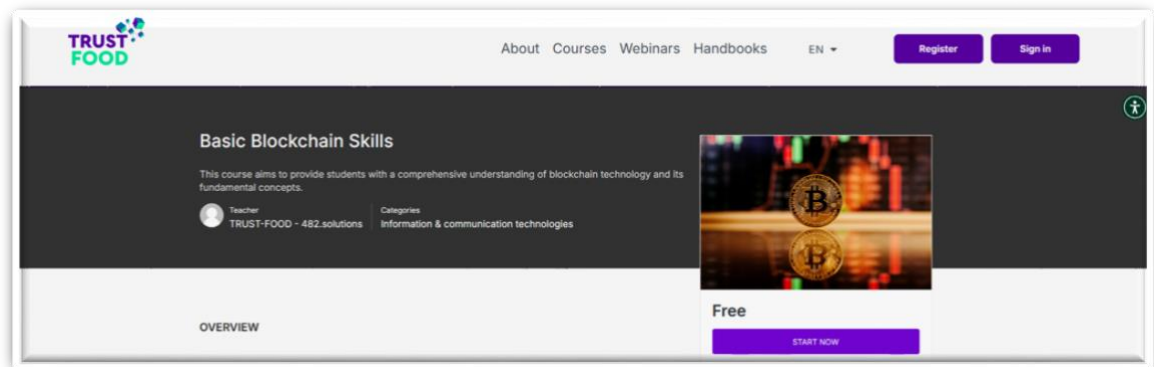 TRUST
FOOD
About Courses Webinars Handbooks EN
Register
Sign in
Basic Blockchain Skills
This course aims to provide students with a comprehensive understanding of blockchain technology and its
fundamental concepts.
Teacher
TRUST-FOOD - 482.solutions
Categories
Information & communication technologies
Free
START NOW
OVERVIEW